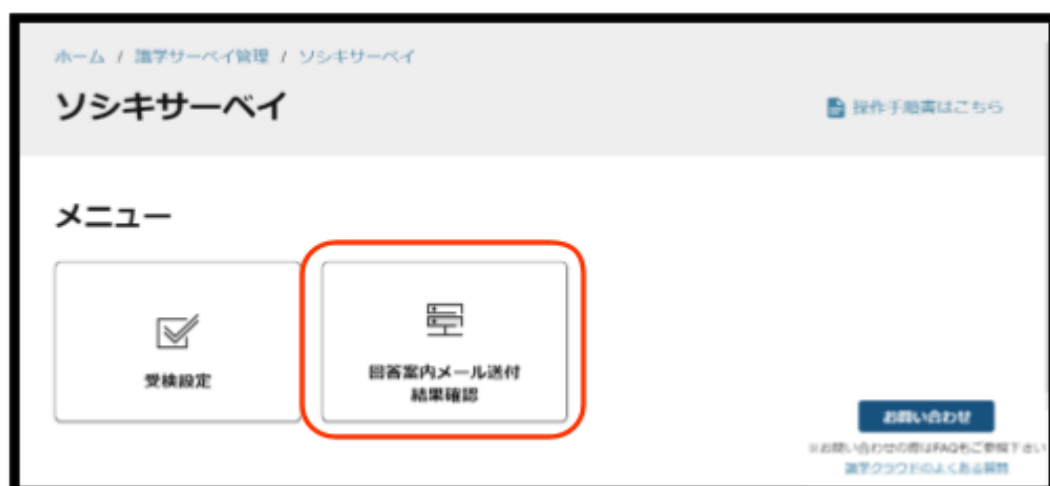 ホーム / 識学サーベイ管理 / ソシキサーベイ
ソシキサーベイ
操作手順書はこちら
メニュー
受検設定
回答案内メール送付
結果確認
お問い合わせ
※お問い合わせの際はFAQもご参照下さい
識学クラウドのよくある質問